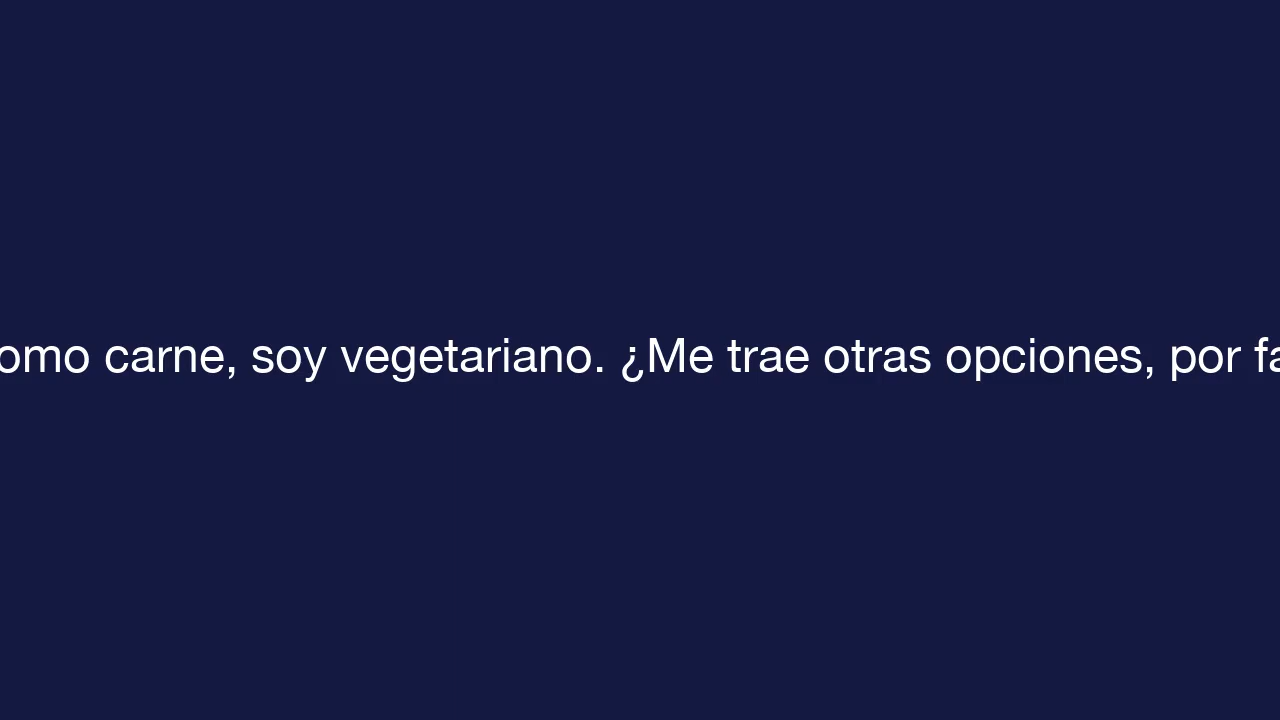 omo carne, soy vegetariano. ¿Me trae otras opciones, por fa